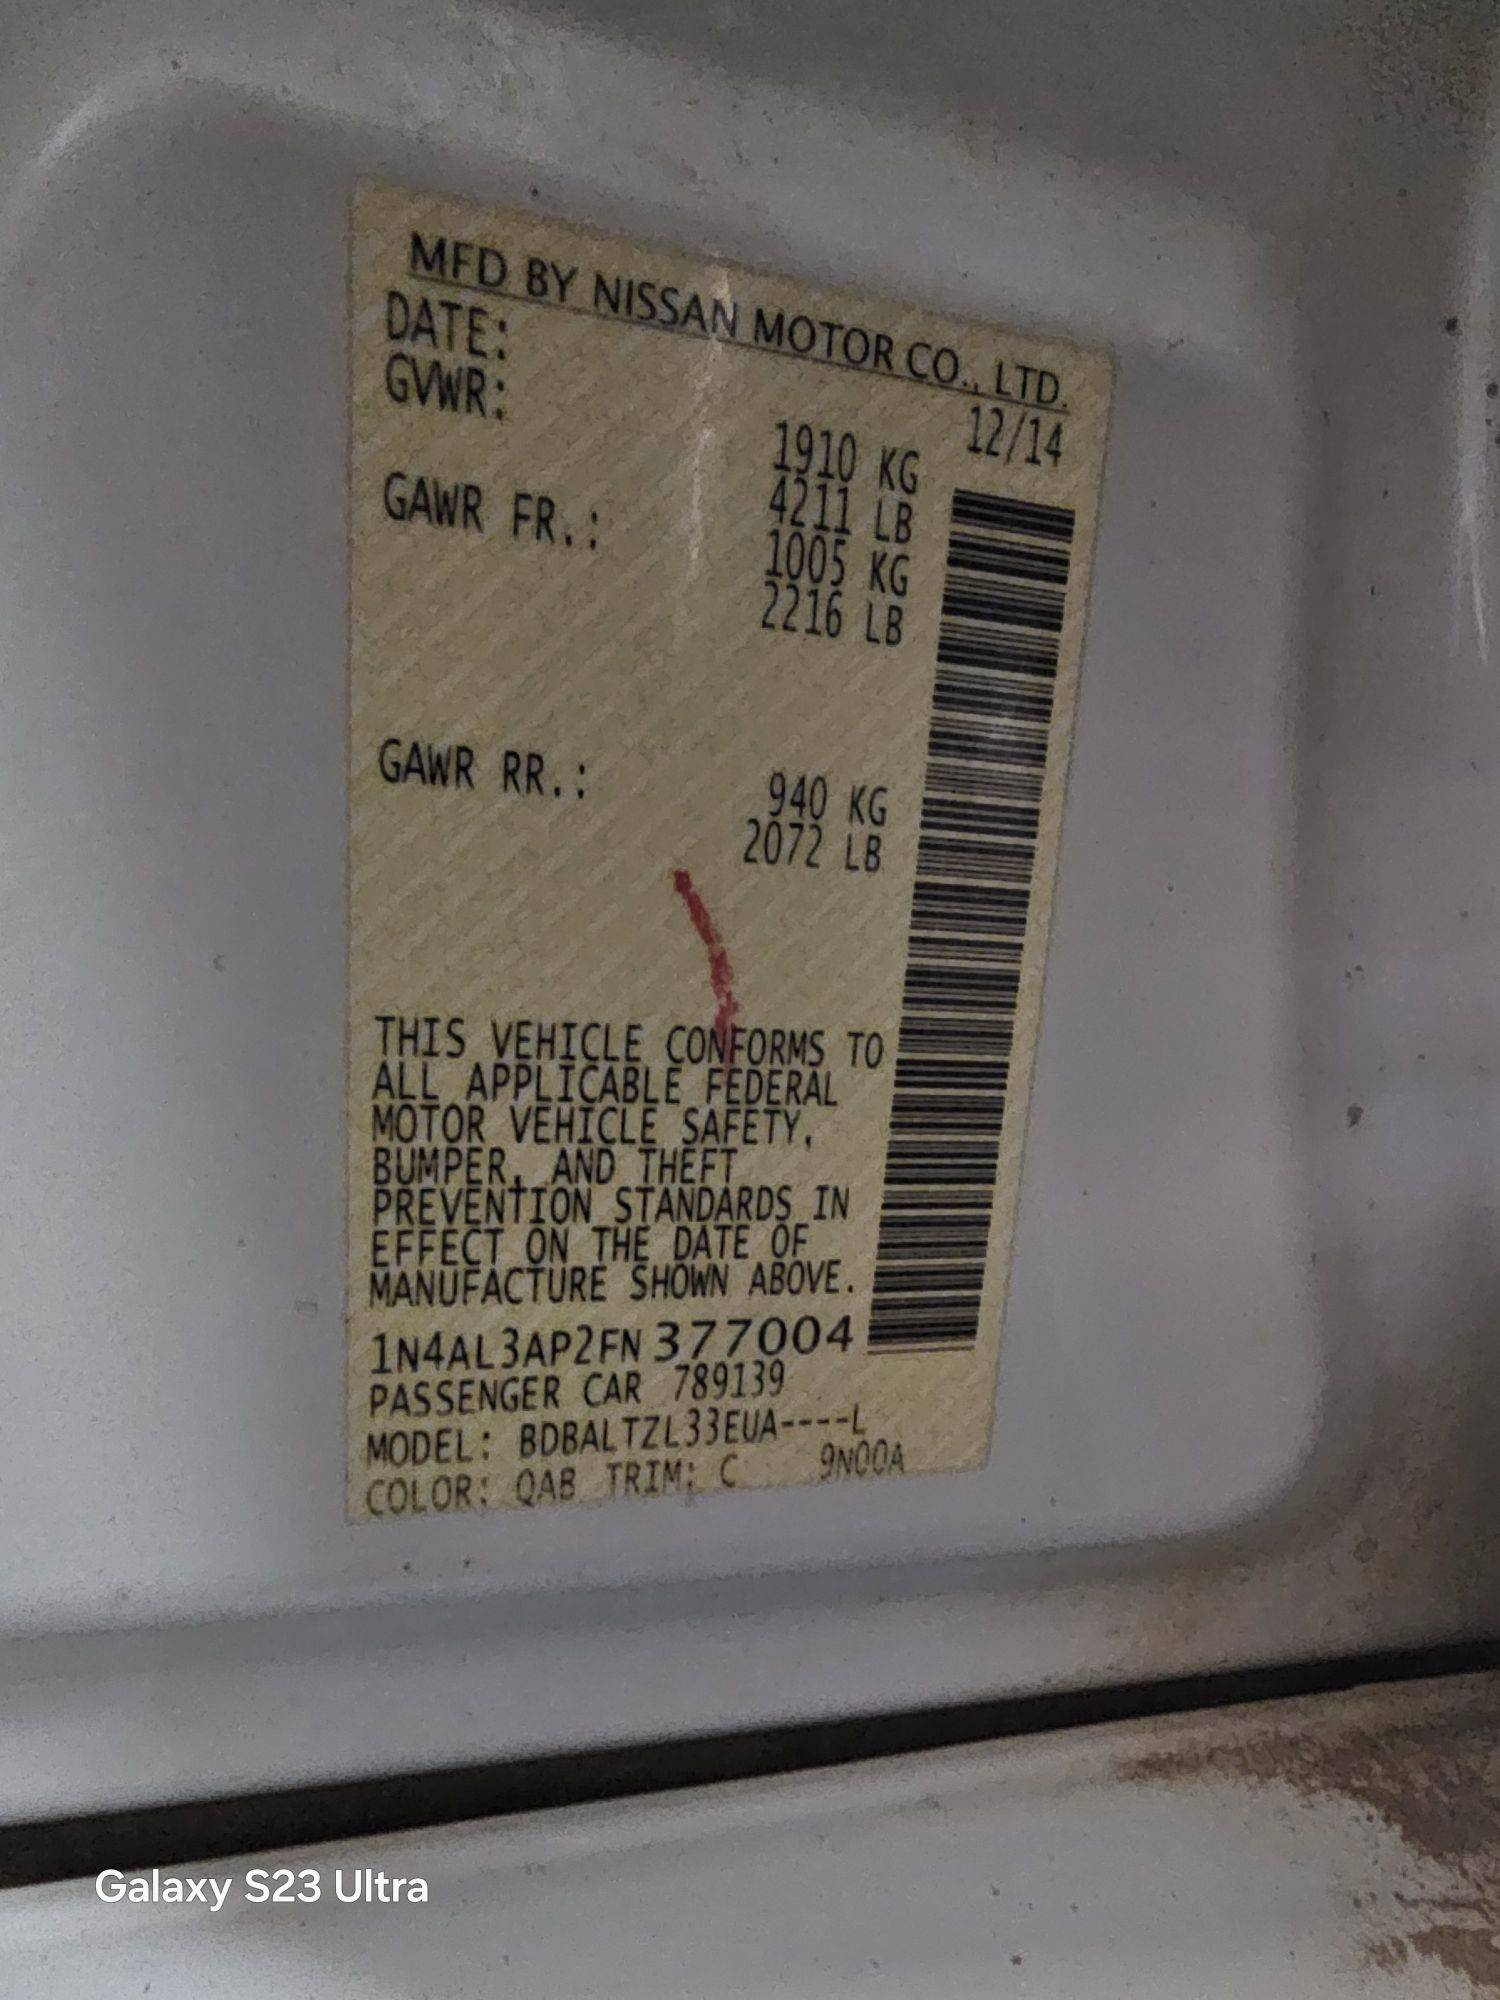 MFD BY NISSAN MOTOR CO., LTD.
DATE: 12/14
GVWR: 1910 KG
4211 LB
GAWR FR.: 1005 KG
2216 LB
GAWR RR.: 940 KG
2072 LB
THIS VEHICLE CONFORMS TO
ALL APPLICABLE FEDERAL
MOTOR VEHICLE SAFETY,
BUMPER, AND THEFT
PREVENTION STANDARDS IN
EFFECT ON THE DATE OF
MANUFACTURE SHOWN ABOVE.
1N4AL3AP2FN377004
PASSENGER CAR 789139
MODEL: BDBALTZL33EUA----L
COLOR: QAB TRIM: C 9N00A
Galaxy S23 Ultra